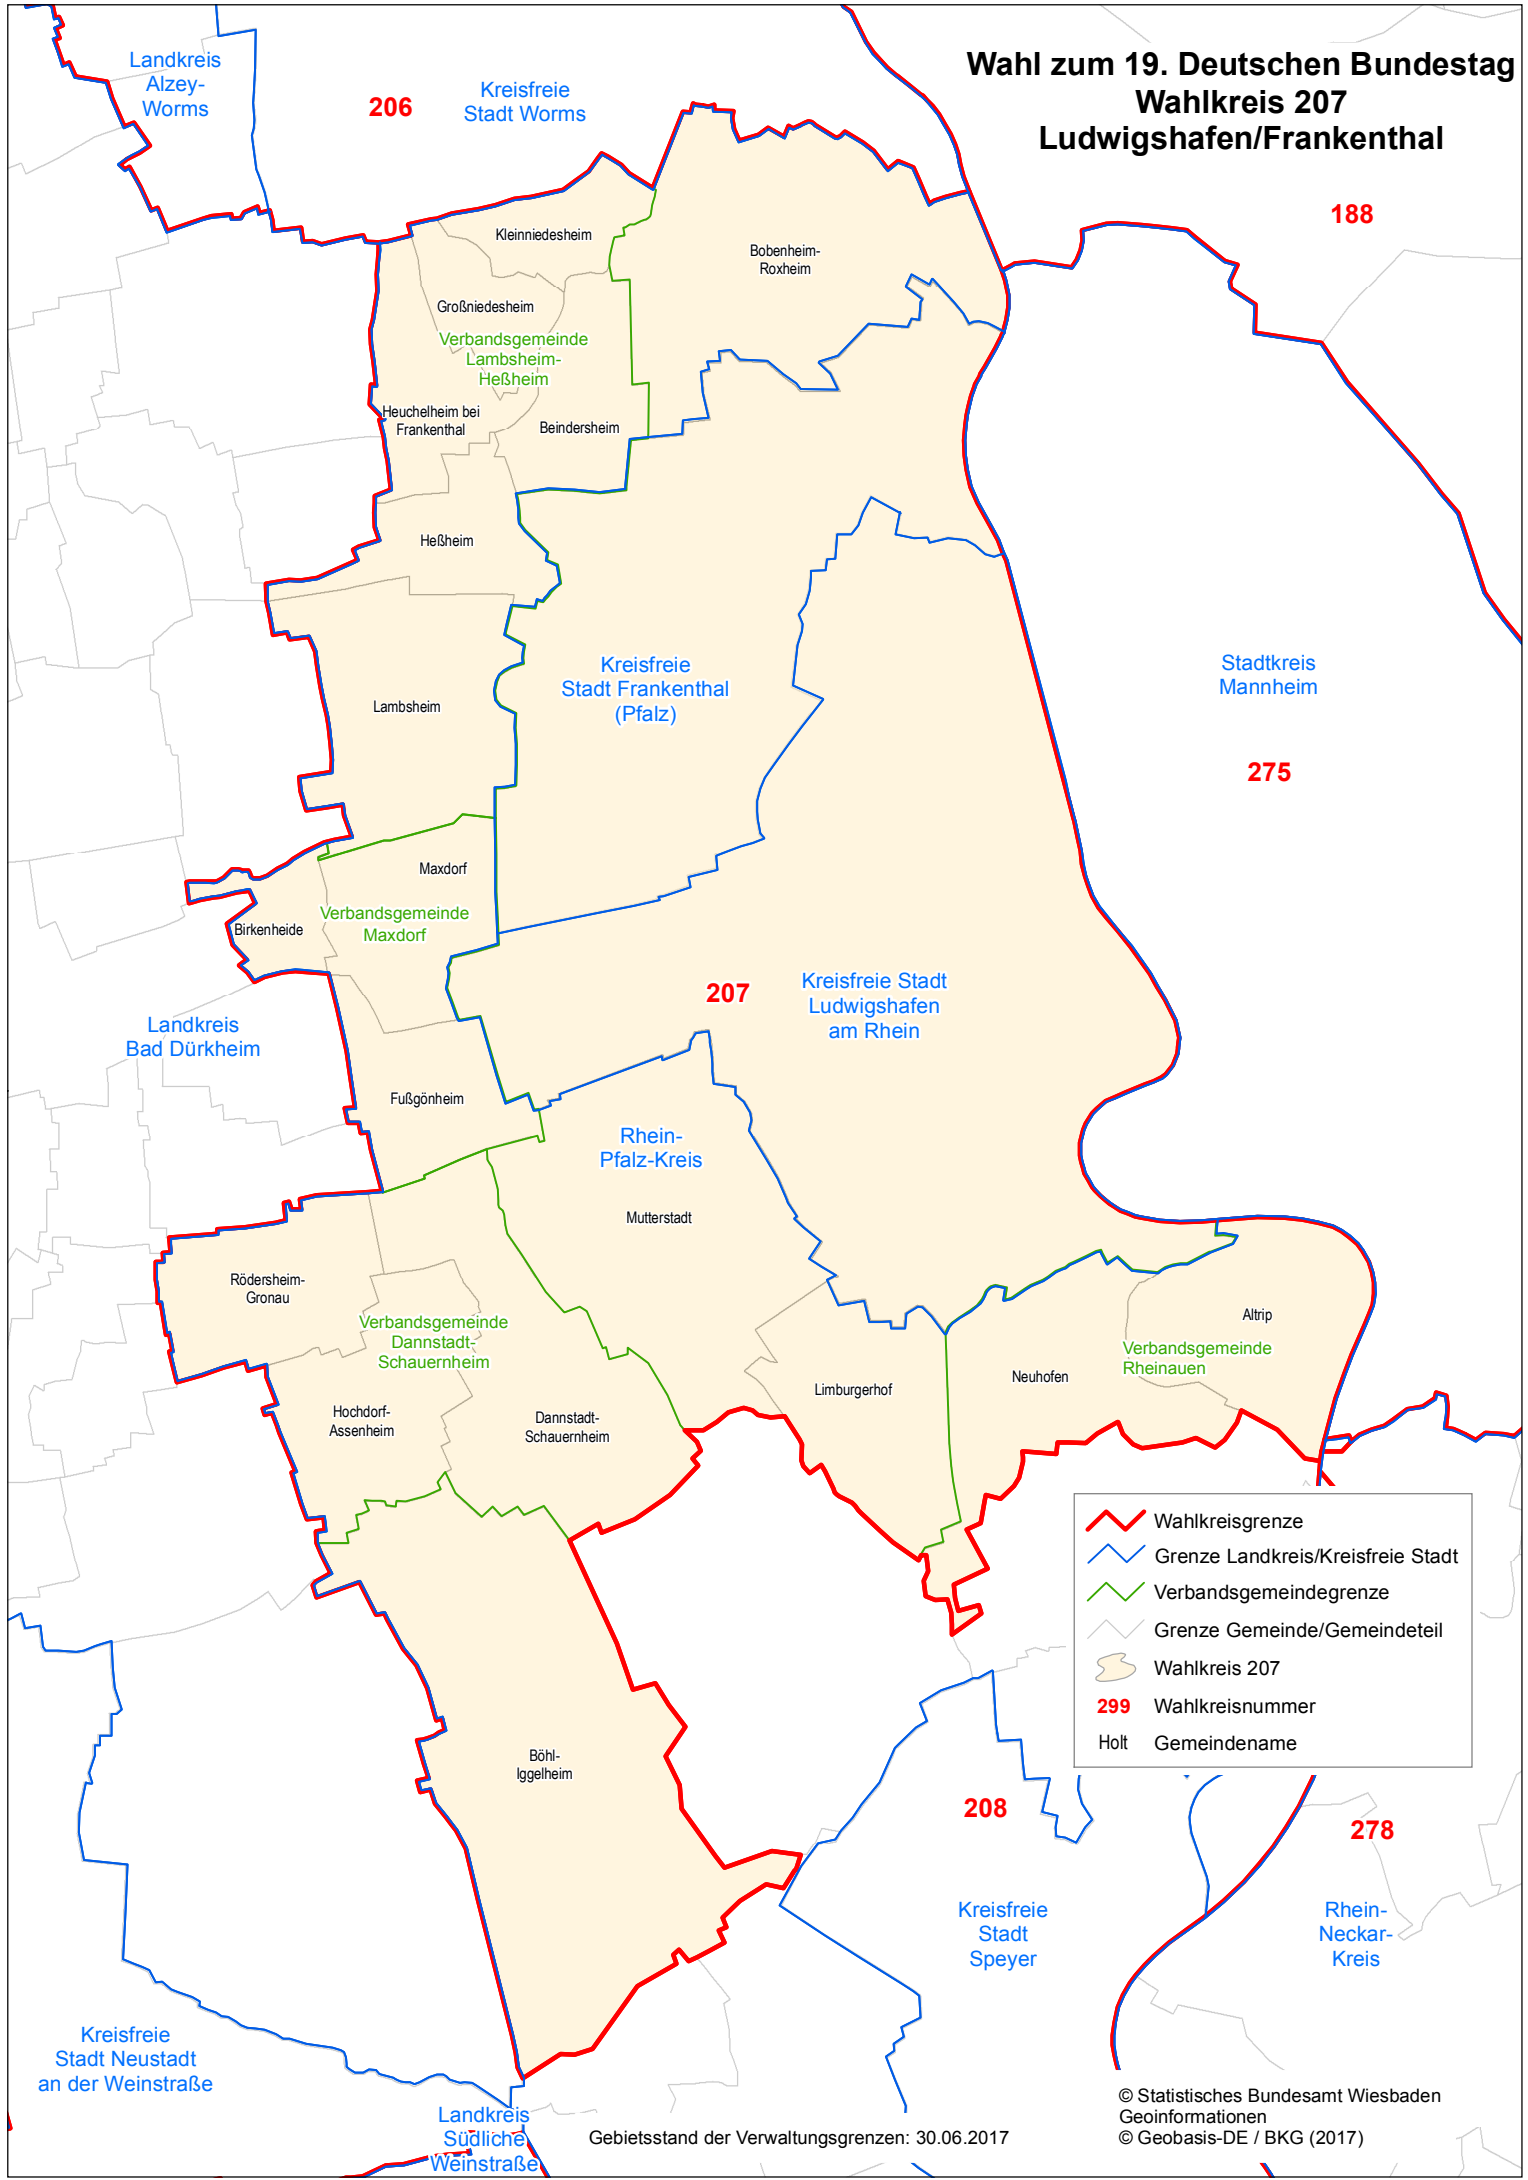 Wahl zum 19. Deutschen Bundestag
Wahlkreis 207
Ludwigshafen/Frankenthal
Landkreis
Alzey-
Worms
206
Kreisfreie
Stadt Worms
188
Kleinniedesheim
Bobenheim-
Roxheim
Großniedesheim
Verbandsgemeinde
Lambsheim-
Heßheim
Heuchelheim bei
Frankenthal
Beindersheim
Heßheim
Kreisfreie
Stadt Frankenthal
(Pfalz)
Stadtkreis
Mannheim
Lambsheim
275
Maxdorf
Verbandsgemeinde
Maxdorf
Birkenheide
207
Kreisfreie Stadt
Ludwigshafen
am Rhein
Landkreis
Bad Dürkheim
Fußgönheim
Rhein-
Pfalz-Kreis
Mutterstadt
Rödersheim-
Gronau
Verbandsgemeinde
Dannstadt-
Schauernheim
Altrip
Verbandsgemeinde
Rheinauen
Neuhofen
Limburgerhof
Hochdorf-
Assenheim
Dannstadt-
Schauernheim
Wahlkreisgrenze
Grenze Landkreis/Kreisfreie Stadt
Verbandsgemeindegrenze
Grenze Gemeinde/Gemeindeteil
Wahlkreis 207
299 Wahlkreisnummer
Holt Gemeindename
Böhl-
Iggelheim
208
278
Kreisfreie
Stadt
Speyer
Rhein-
Neckar-
Kreis
Kreisfreie
Stadt Neustadt
an der Weinstraße
Landkreis
Südliche
Weinstraße
Gebietsstand der Verwaltungsgrenzen: 30.06.2017
© Statistisches Bundesamt Wiesbaden
Geoinformationen
© Geobasis-DE / BKG (2017)